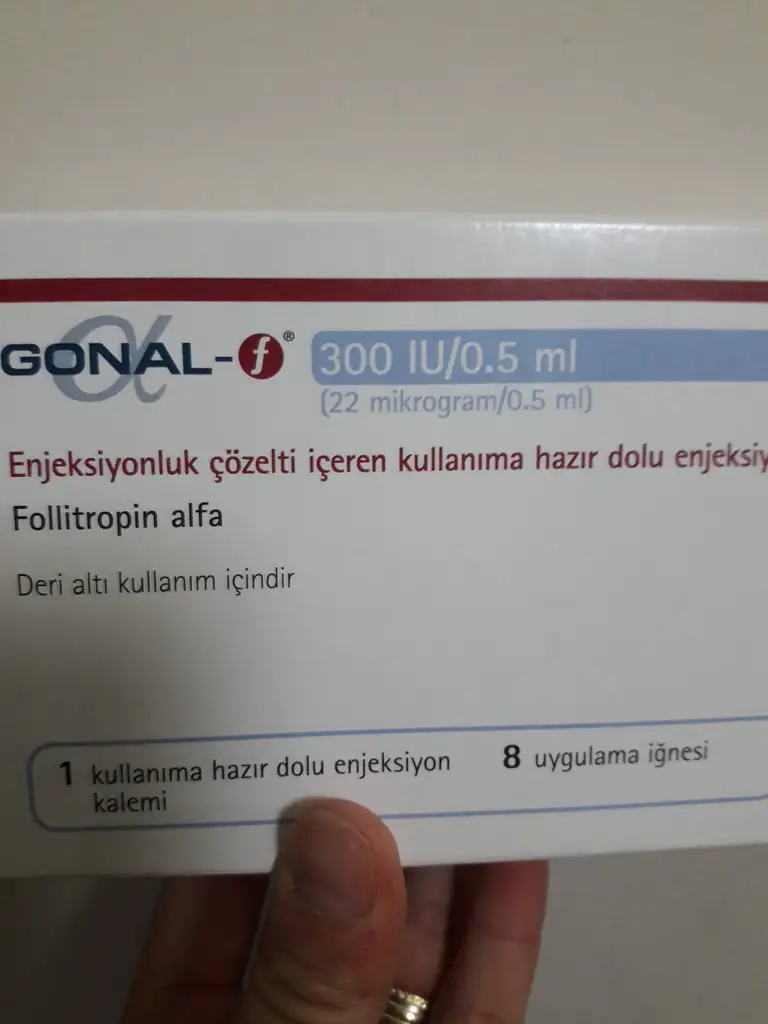 GONAL-f® 300 IU/0.5 ml
(22 mikrogram/0.5 ml)
Enjeksiyonluk çözelti içeren kullanıma hazır dolu enjeksiy
Follitropin alfa
Deri altı kullanım içindir
1 kullanıma hazır dolu enjeksiyon 8 uygulama iğnesi
kalemi